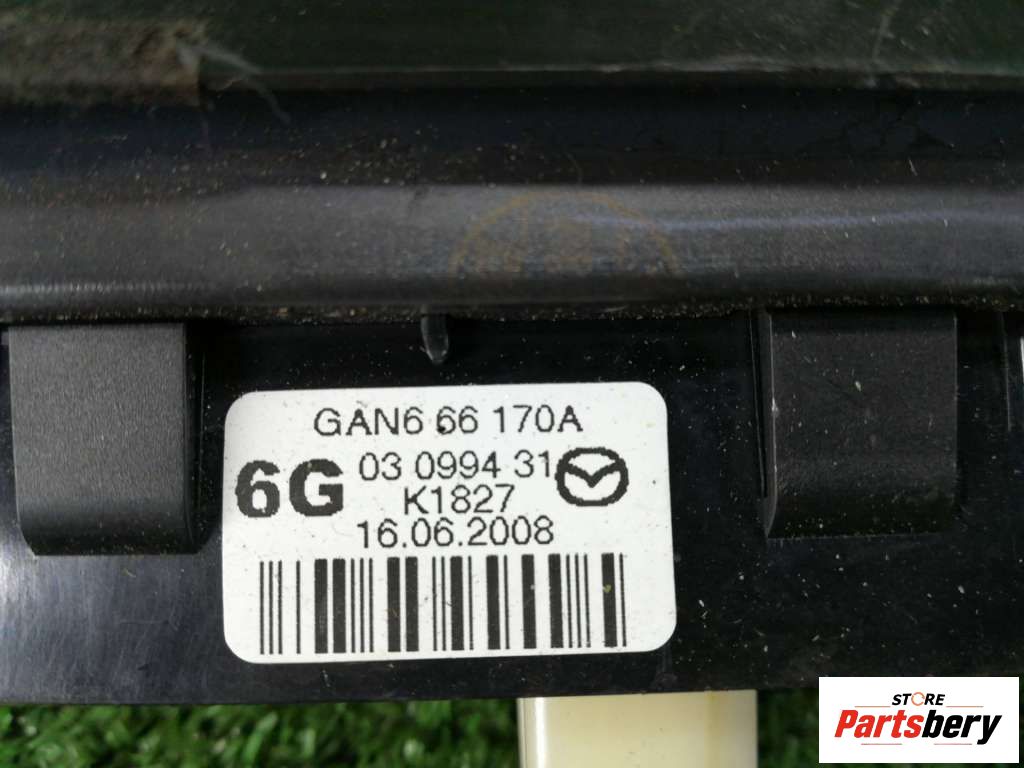 GAN6 66 170A
6G 03 0994 31
K1827
16.06.2008
STORE
Partsbery